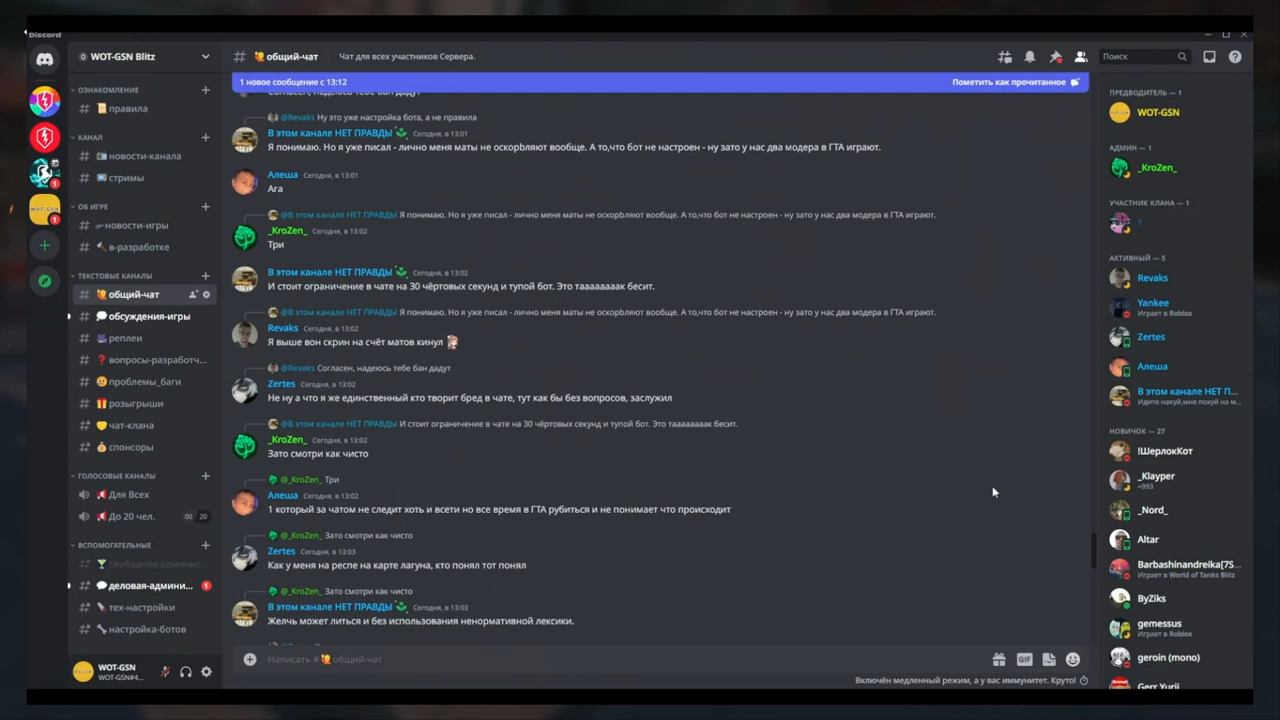 Discord
WOT-GSN Blitz
# общий-чат
Чат для всех участников Сервера.
Поиск
1 новое сообщение с 13:12
Пометить как прочитанное
ОЗНАКОМЛЕНИЕ
# правила
КАНАЛ
# новости-канала
# стримы
ОБ ИГРЕ
новости-игры
# в-разработке
ТЕКСТОВЫЕ КАНАЛЫ
# общий-чат
# обсуждения-игры
# реплеи
# вопросы-разработч...
# проблемы_баги
# розыгрыши
# чат-клана
# спонсоры
ГОЛОСОВЫЕ КАНАЛЫ
Для Всех
До 20 чел. 00 20
ВСПОМОГАТЕЛЬНЫЕ
# свободная-админис...
# деловая-админи... 1
# тех-настройки
# настройка-ботов
WOT-GSN
WOT-GSN#4...
@Revaks Ну это уже настройка бота, а не правила
В этом канале НЕТ ПРАВДЫ Сегодня, в 13:01
Я понимаю. Но я уже писал - лично меня маты не оскорbляют вообще. А то,что бот не настроен - ну зато у нас два модера в ГТА играют.
Алеша Сегодня, в 13:01
Ага
@В этом канале НЕТ ПРАВДЫ Я понимаю. Но я уже писал - лично меня маты не оскорbляют вообще. А то,что бот не настроен - ну зато у нас два модера в ГТА играют.
_KroZen_ Сегодня, в 13:02
Три
В этом канале НЕТ ПРАВДЫ Сегодня, в 13:02
И стоит ограничение в чате на 30 чёртовых секунд и тупой бот. Это таааааааак бесит.
@В этом канале НЕТ ПРАВДЫ Я понимаю. Но я уже писал - лично меня маты не оскорbляют вообще. А то,что бот не настроен - ну зато у нас два модера в ГТА играют.
Revaks Сегодня, в 13:02
Я выше вон скрин на счёт матов кинул
@Revaks Согласен, надеюсь тебе бан дадут
Zertes Сегодня, в 13:02
Не ну а что я же единственный кто творит бред в чате, тут как бы без вопросов, заслужил
@В этом канале НЕТ ПРАВДЫ И стоит ограничение в чате на 30 чёртовых секунд и тупой бот. Это таааааааак бесит.
_KroZen_ Сегодня, в 13:02
Зато смотри как чисто
@_KroZen_ Три
Алеша Сегодня, в 13:02
1 который за чатом не следит хоть и всети но все время в ГТА рубиться и не понимает что происходит
@_KroZen_ Зато смотри как чисто
Zertes Сегодня, в 13:03
Как у меня на респе на карте лагуна, кто понял тот понял
@_KroZen_ Зато смотри как чисто
В этом канале НЕТ ПРАВДЫ Сегодня, в 13:03
Желчь может литься и без использования ненормативной лексики.
Написать # общий-чат
GIF
Включён медленный режим, а у вас иммунитет. Круто!
ПРЕДВОДИТЕЛЬ — 1
WOT-GSN
АДМИН — 1
_KroZen_
УЧАСТНИК КЛАНА — 1
?
АКТИВНЫЙ — 5
Revaks
Yankee
Играет в Roblox
Zertes
Алеша
В этом канале НЕТ П...
Идите нахуй,мне похуй на м...
НОВИЧОК — 27
!ШерлокКот
_Klayper
=993
_Nord_
Altar
Barbashinandreika[7S...
Играет в World of Tanks Blitz
ByZiks
gemessus
Играет в Roblox
geroin (mono)
Gerr Yurii